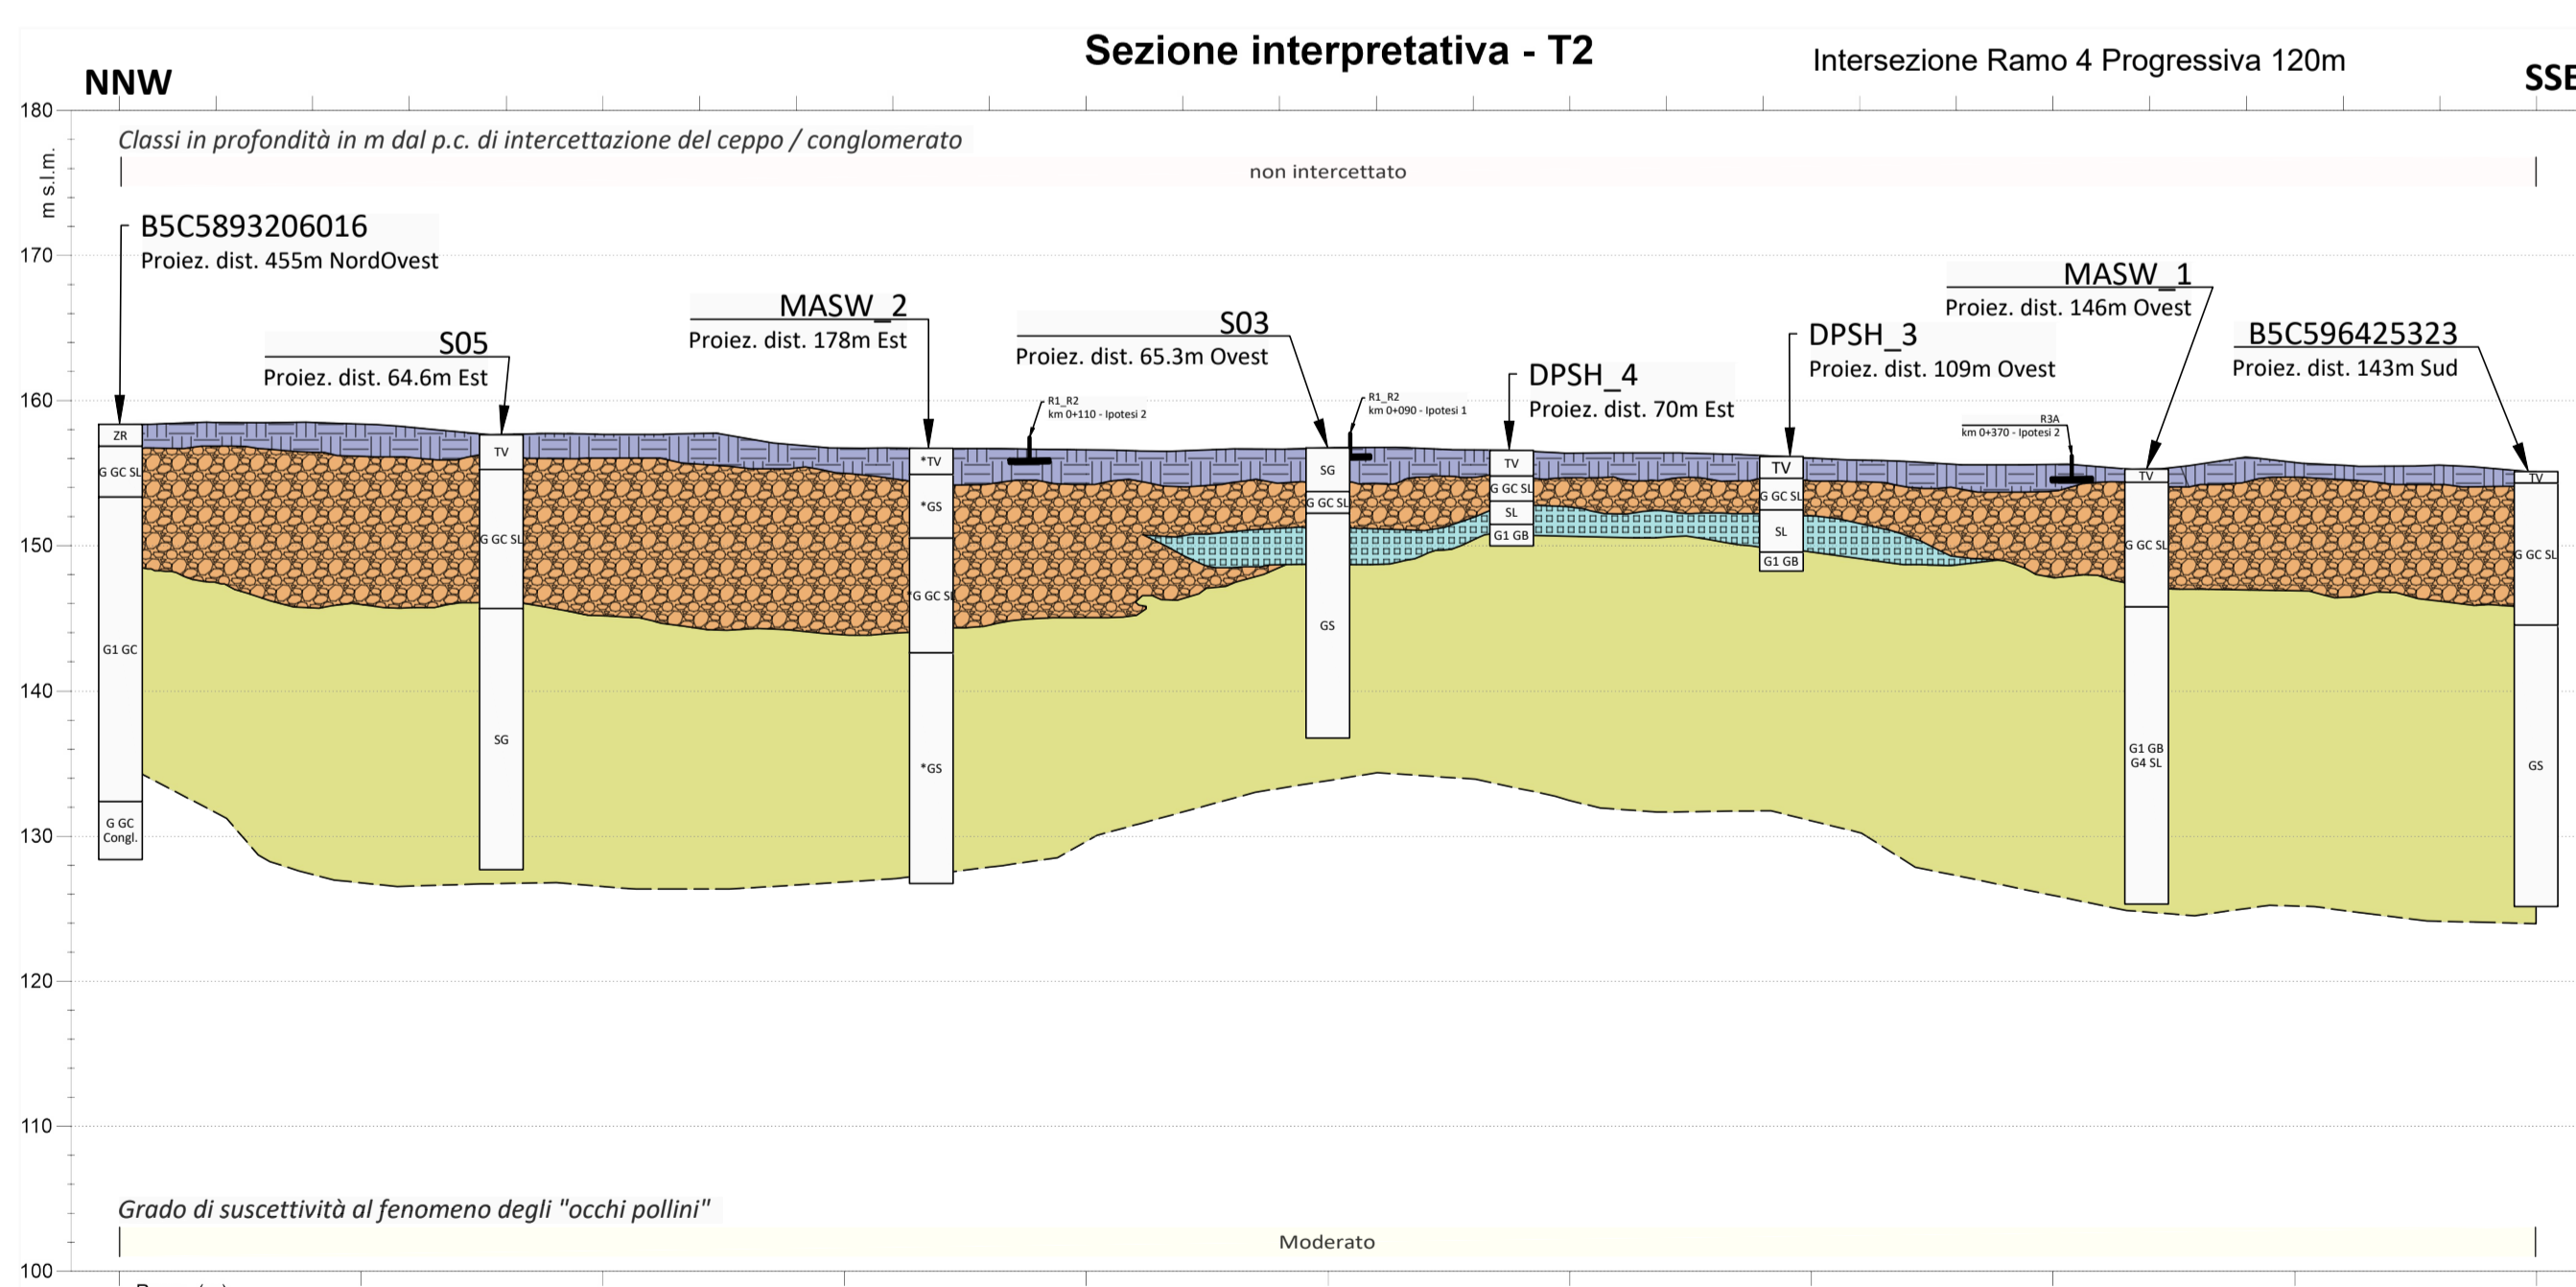 Sezione interpretativa - T2
Intersezione Ramo 4 Progressiva 120m
NNW
180
Classi in profondità in m dal p.c. di intercettazione del ceppo / conglomerato
m s.l.m.
non intercettato
B5C5893206016
Proiez. dist. 455m NordOvest
170
MASW_1
Proiez. dist. 146m Ovest
MASW_2
Proiez. dist. 178m Est
S03
Proiez. dist. 65.3m Ovest
DPSH_3
Proiez. dist. 109m Ovest
B5C596425323
Proiez. dist. 143m Sud
S05
Proiez. dist. 64.6m Est
DPSH_4
Proiez. dist. 70m Est
160
R1_R2
km 0+110 - Ipotesi 2
R1_R2
km 0+090 - Ipotesi 1
R3A
km 0+370 - Ipotesi 2
ZR
G GC SL
G1 GC
G GC
Congl.
TV
G GC SL
SG
*TV
*GS
*G GC SL
*GS
SG
G GC SL
GS
TV
G GC SL
SL
G1 GB
TV
G GC SL
SL
G1 GB
TV
G GC SL
G1 GB
G4 SL
TV
G GC SL
GS
150
140
130
120
110
Grado di suscettività al fenomeno degli "occhi pollini"
Moderato
100